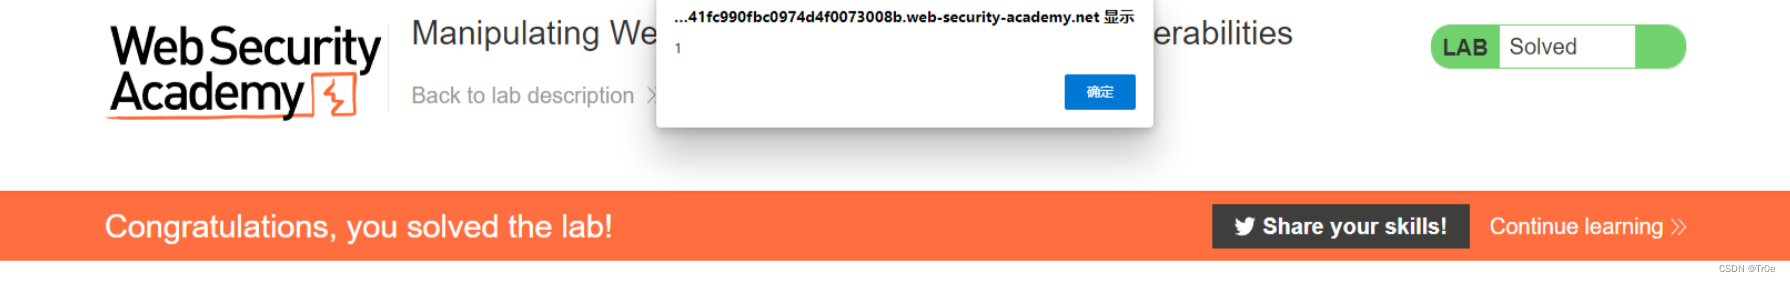 ...41fc990fbc0974d4f0073008b.web-security-academy.net 显示
1
确定
Web Security
Academy
Manipulating We
erabilities
Back to lab description
LAB Solved
Congratulations, you solved the lab!
Share your skills!
Continue learning
CSDN @Tr0e